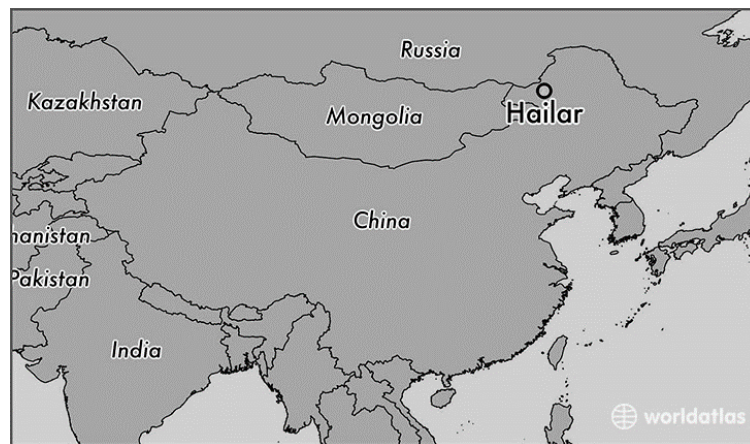 Russia
Kazakhstan
Mongolia
Hailar
China
hanistan
Pakistan
India
worldatlas